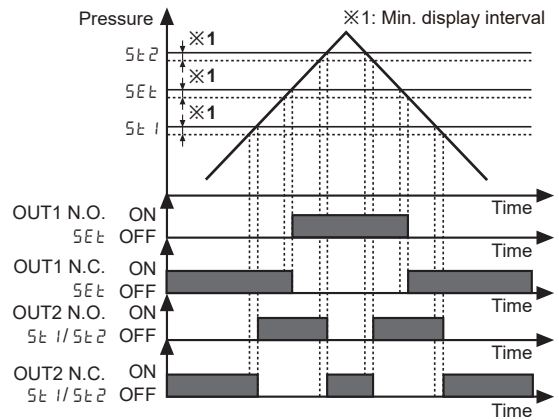 Pressure
※1: Min. display interval
St2
※1
SEt
※1
St1
※1
Time
OUT1 N.O. ON
SEt OFF
Time
OUT1 N.C. ON
SEt OFF
Time
OUT2 N.O. ON
St1/St2 OFF
Time
OUT2 N.C. ON
St1/St2 OFF
Time